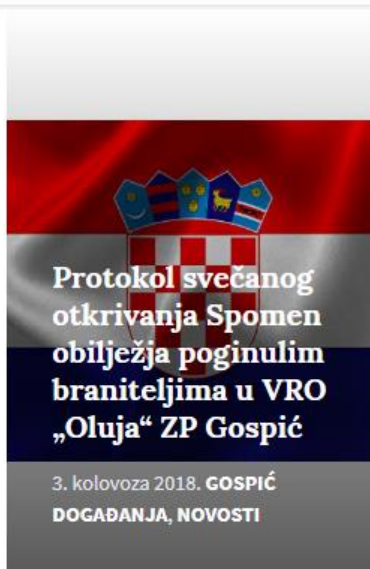 Protokol svečanog
otkrivanja Spomen
obilježja poginulim
braniteljima u VRO
„Oluja“ ZP Gospić
3. kolovoza 2018. GOSPIĆ
DOGAĐANJA, NOVOSTI